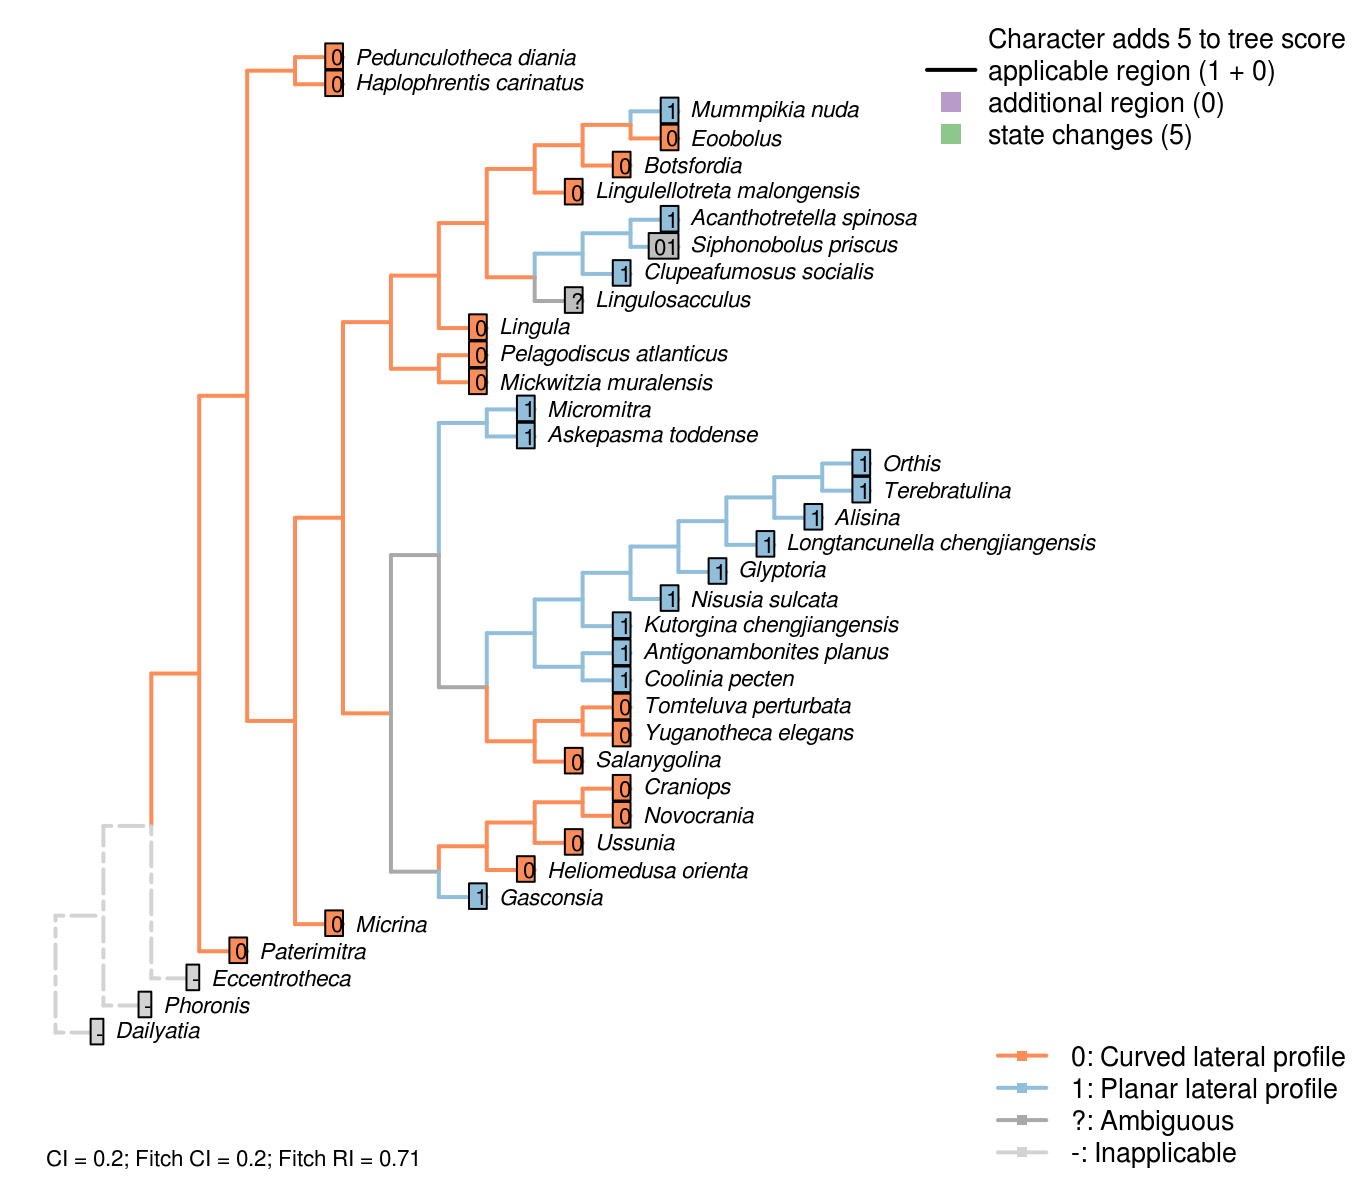 Character adds 5 to tree score
applicable region (1 + 0)
additional region (0)
state changes (5)
0 Pedunculotheca diania
0 Haplophrentis carinatus
1 Mummpikia nuda
0 Eoobolus
0 Botsfordia
0 Lingulellotreta malongensis
1 Acanthotretella spinosa
01 Siphonobolus priscus
1 Clupeafumosus socialis
? Lingulosacculus
0 Lingula
0 Pelagodiscus atlanticus
0 Mickwitzia muralensis
1 Micromitra
1 Askepasma toddense
1 Orthis
1 Terebratulina
1 Alisina
1 Longtancunella chengjiangensis
1 Glyptoria
1 Nisusia sulcata
1 Kutorgina chengjiangensis
1 Antigonambonites planus
1 Coolinia pecten
0 Tomteluva perturbata
0 Yuganotheca elegans
0 Salanygolina
0 Craniops
0 Novocrania
0 Ussunia
0 Heliomedusa orienta
1 Gasconsia
0 Micrina
0 Paterimitra
- Eccentrotheca
- Phoronis
- Dailyatia
0: Curved lateral profile
1: Planar lateral profile
?: Ambiguous
-: Inapplicable
CI = 0.2; Fitch CI = 0.2; Fitch RI = 0.71